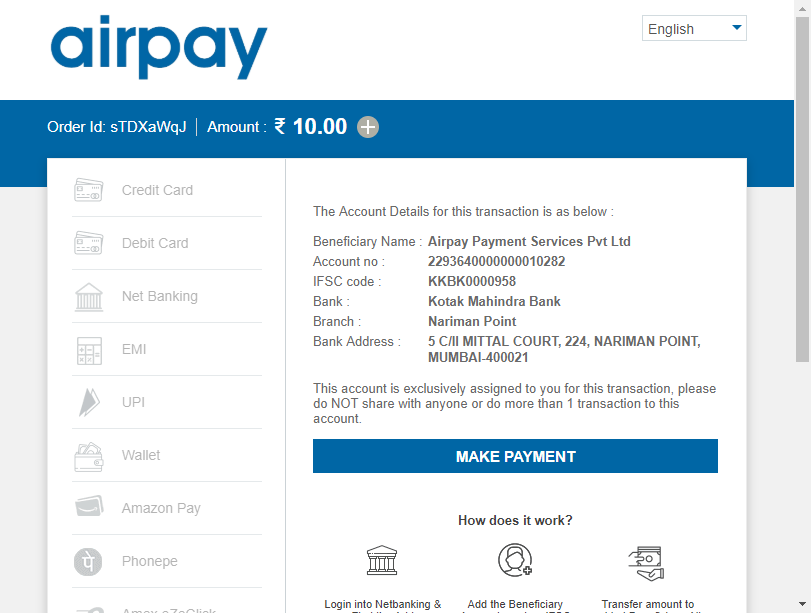 airpay
English
Order Id: sTDXaWqJ | Amount : ₹ 10.00
Credit Card
Debit Card
Net Banking
EMI
UPI
Wallet
Amazon Pay
Phonepe
Amex eZeClick
The Account Details for this transaction is as below :
Beneficiary Name : Airpay Payment Services Pvt Ltd
Account no : 2293640000000010282
IFSC code : KKBK0000958
Bank : Kotak Mahindra Bank
Branch : Nariman Point
Bank Address : 5 C/II MITTAL COURT, 224, NARIMAN POINT,
MUMBAI-400021
This account is exclusively assigned to you for this transaction, please
do NOT share with anyone or do more than 1 transaction to this
account.
MAKE PAYMENT
How does it work?
Login into Netbanking &
Add the Beneficiary
Transfer amount to